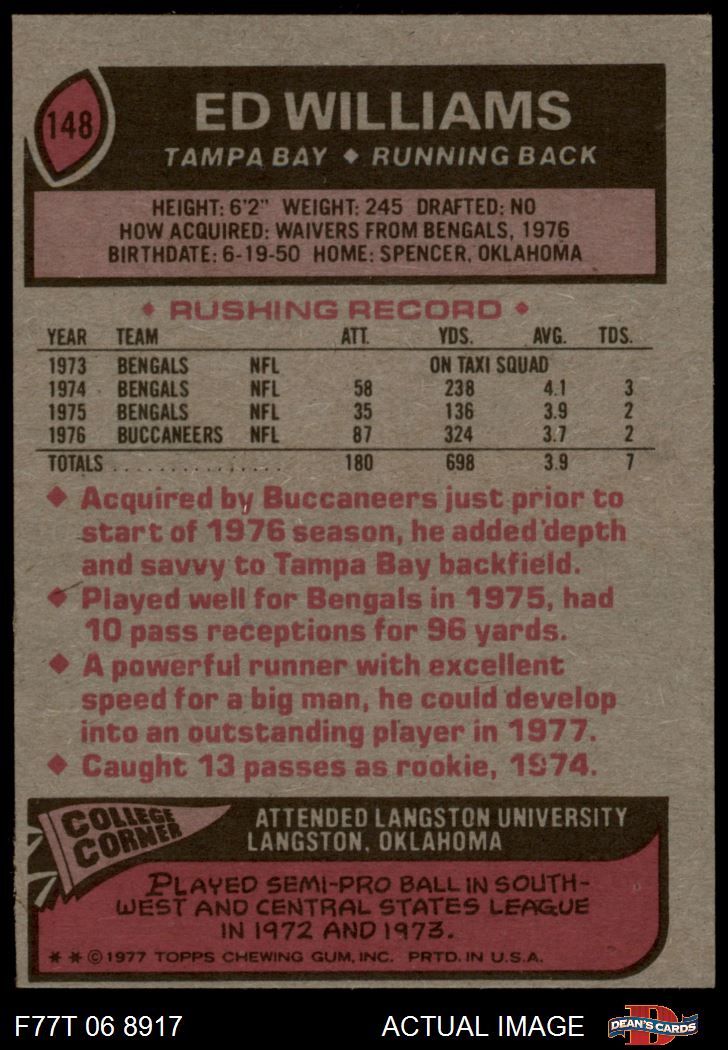 148
ED WILLIAMS
TAMPA BAY ♦ RUNNING BACK
HEIGHT: 6'2" WEIGHT: 245 DRAFTED: NO
HOW ACQUIRED: WAIVERS FROM BENGALS, 1976
BIRTHDATE: 6-19-50 HOME: SPENCER, OKLAHOMA
♦ RUSHING RECORD ♦
YEAR TEAM ATT. YDS. AVG. TDS.
1973 BENGALS NFL ON TAXI SQUAD
1974 BENGALS NFL 58 238 4.1 3
1975 BENGALS NFL 35 136 3.9 2
1976 BUCCANEERS NFL 87 324 3.7 2
TOTALS ................ 180 698 3.9 7
♦ Acquired by Buccaneers just prior to
start of 1976 season, he added depth
and savvy to Tampa Bay backfield.
♦ Played well for Bengals in 1975, had
10 pass receptions for 96 yards.
♦ A powerful runner with excellent
speed for a big man, he could develop
into an outstanding player in 1977.
♦ Caught 13 passes as rookie, 1974.
COLLEGE
CORNER
ATTENDED LANGSTON UNIVERSITY
LANGSTON, OKLAHOMA
PLAYED SEMI-PRO BALL IN SOUTH-
WEST AND CENTRAL STATES LEAGUE
IN 1972 AND 1973.
** © 1977 TOPPS CHEWING GUM, INC. PRTD. IN U.S.A.
F77T 06 8917 ACTUAL IMAGE
D
DEAN'S CARDS